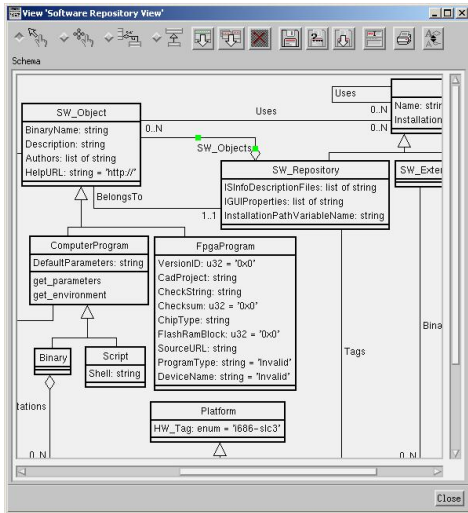 View 'Software Repository View'
Schema
Uses
Name: strin
Installation
SW_Object
BinaryName: string
Description: string
Authors: list of string
HelpURL: string = "http://"
Uses
0..N
0..N
0..N
SW_Objects
SW_Repository
ISInfoDescriptionFiles: list of string
IGUIProperties: list of string
InstallationPathVariableName: string
SW_Exter
BelongsTo
1..1
ComputerProgram
DefaultParameters: string
get_parameters
get_environment
FpgaProgram
VersionID: u32 = "0x0"
CadProject: string
CheckString: string
Checksum: u32 = "0x0"
ChipType: string
FlashRamBlock: u32 = "0x0"
SourceURL: string
ProgramType: string = "Invalid"
DeviceName: string = "Invalid"
Binary
Script
Shell: string
Tags
Bina
tations
0..N
Platform
HW_Tag: enum = "i686-slc3"
0..N
Close